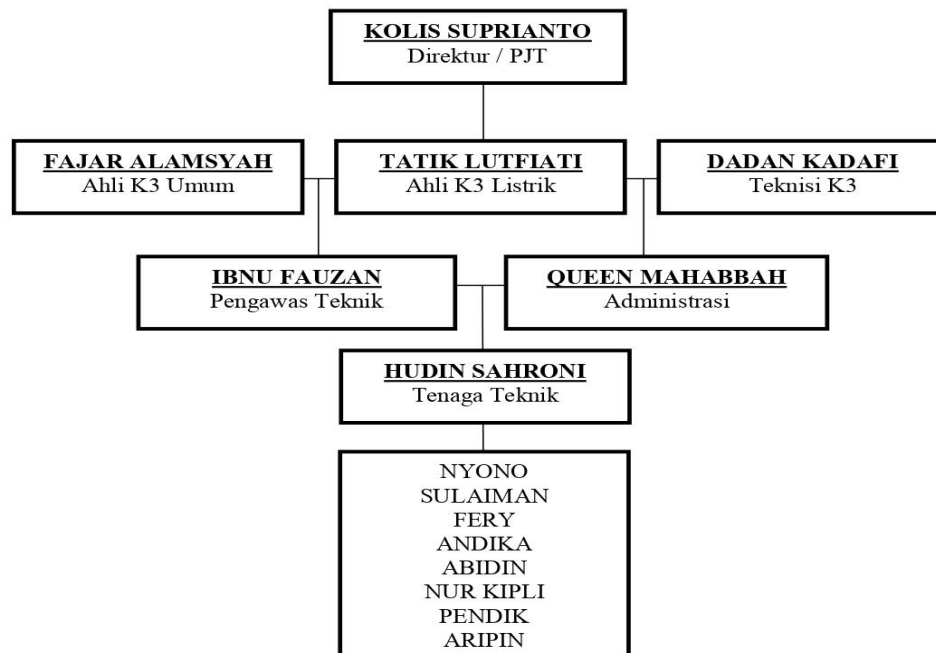 KOLIS SUPRIANTO
Direktur / PJT
FAJAR ALAMSYAH
Ahli K3 Umum
TATIK LUTFIATI
Ahli K3 Listrik
DADAN KADAFI
Teknisi K3
IBNU FAUZAN
Pengawas Teknik
QUEEN MAHABBAH
Administrasi
HUDIN SAHRONI
Tenaga Teknik
NYONO
SULAIMAN
FERY
ANDIKA
ABIDIN
NUR KIPLI
PENDIK
ARIPIN